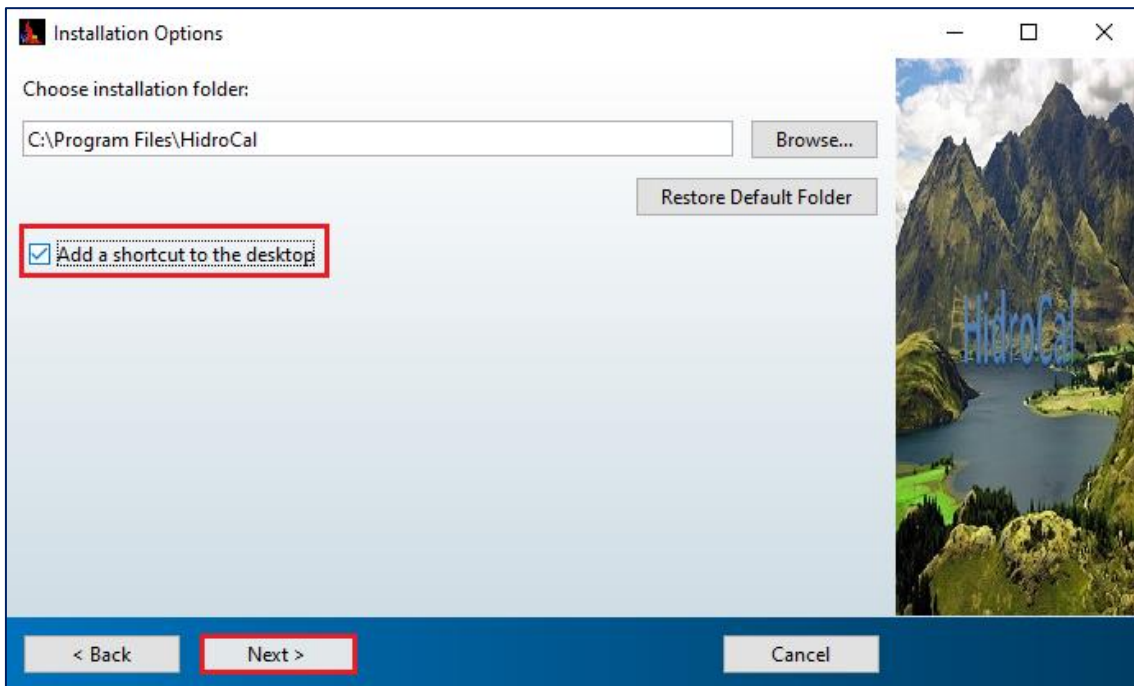 Installation Options
Choose installation folder:
C:\Program Files\HidroCal
Browse...
Restore Default Folder
Add a shortcut to the desktop
HidroCal
< Back
Next >
Cancel